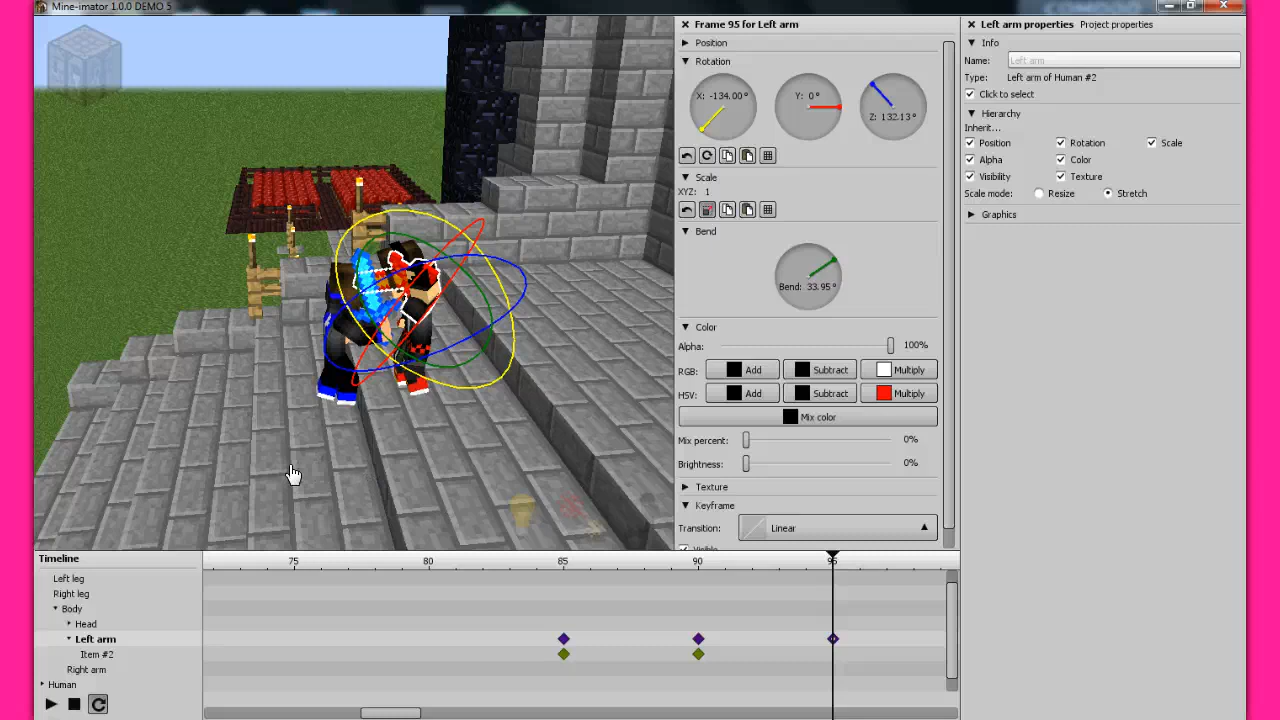 Mine-imator 1.0.0 DEMO 5
Frame 95 for Left arm
Position
Rotation
X: -134.00°
Y: 0°
Z: 132.13°
Scale
XYZ: 1
Bend
Bend: 33.95°
Color
Alpha:
100%
RGB:
Add
Subtract
Multiply
HSV:
Add
Subtract
Multiply
Mix color
Mix percent:
0%
Brightness:
0%
Texture
Keyframe
Transition:
Linear
Visible
Left arm properties
Project properties
Info
Name:
Left arm
Type:
Left arm of Human #2
Click to select
Hierarchy
Inherit...
Position
Rotation
Scale
Alpha
Color
Visibility
Texture
Scale mode:
Resize
Stretch
Graphics
Timeline
75
80
85
90
95
Left leg
Right leg
Body
Head
Left arm
Item #2
Right arm
Human